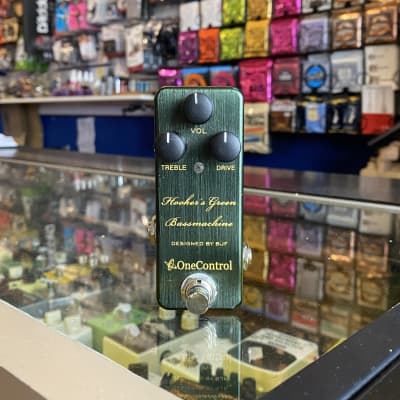 VOL
TREBLE
DRIVE
Hooker's Green
Bassmachine
DESIGNED BY BJF
OneControl